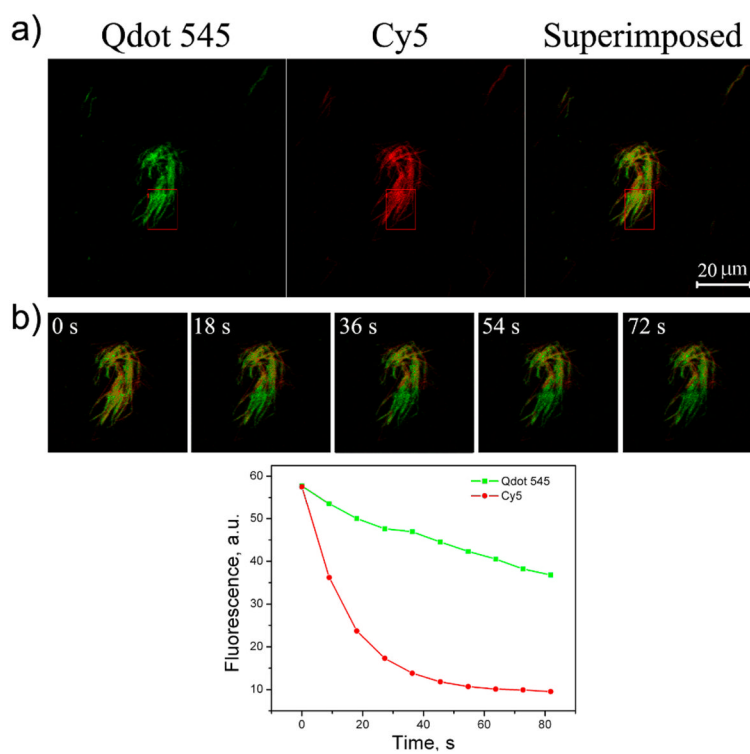 a)
Qdot 545 Cy5 Superimposed
20 µm
b)
0 s 18 s 36 s 54 s 72 s
Qdot 545
Cy5
60
50
40
30
20
10
Fluorescence, a.u.
0 20 40 60 80
Time, s